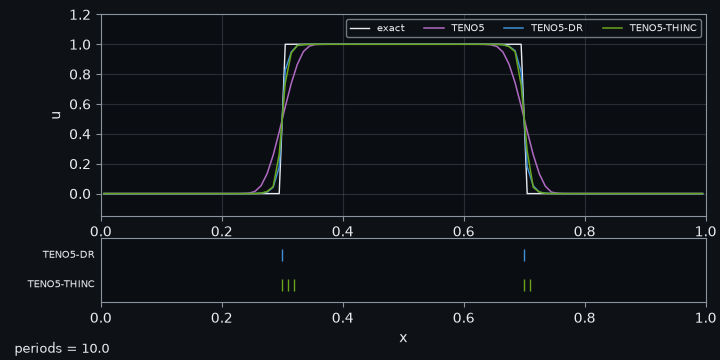 1.2
exact TENO5 TENO5-DR TENO5-THINC
1.0
0.8
0.6
u
0.4
0.2
0.0
0.0 0.2 0.4 0.6 0.8 1.0
TENO5-DR
TENO5-THINC
0.0 0.2 0.4 0.6 0.8 1.0
x
periods = 10.0